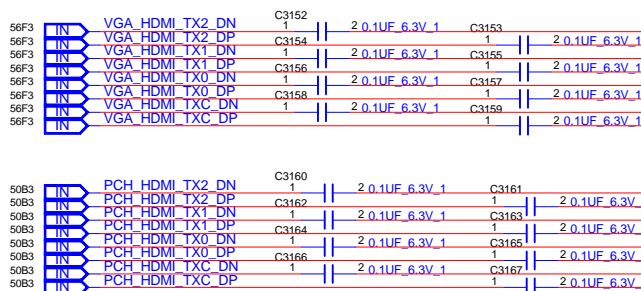 C3152
56F3 IN VGA_HDMI_TX2_DN 1 2 0.1UF_6.3V_1 C3153
56F3 IN VGA_HDMI_TX2_DP C3154 1 2 0.1UF_6.3V_1
56F3 IN VGA_HDMI_TX1_DN 1 2 0.1UF_6.3V_1 C3155
56F3 IN VGA_HDMI_TX1_DP C3156 1 2 0.1UF_6.3V_1
56F3 IN VGA_HDMI_TX0_DN 1 2 0.1UF_6.3V_1 C3157
56F3 IN VGA_HDMI_TX0_DP C3158 1 2 0.1UF_6.3V_1
56F3 IN VGA_HDMI_TXC_DN 1 2 0.1UF_6.3V_1 C3159
56F3 IN VGA_HDMI_TXC_DP 1 2 0.1UF_6.3V_1
C3160
50B3 IN PCH_HDMI_TX2_DN 1 2 0.1UF_6.3V_1 C3161
50B3 IN PCH_HDMI_TX2_DP C3162 1 2 0.1UF_6.3V_
50B3 IN PCH_HDMI_TX1_DN 1 2 0.1UF_6.3V_1 C3163
50B3 IN PCH_HDMI_TX1_DP C3164 1 2 0.1UF_6.3V_
50B3 IN PCH_HDMI_TX0_DN 1 2 0.1UF_6.3V_1 C3165
50B3 IN PCH_HDMI_TX0_DP C3166 1 2 0.1UF_6.3V_
50B3 IN PCH_HDMI_TXC_DN 1 2 0.1UF_6.3V_1 C3167
50B3 IN PCH_HDMI_TXC_DP 1 2 0.1UF_6.3V_